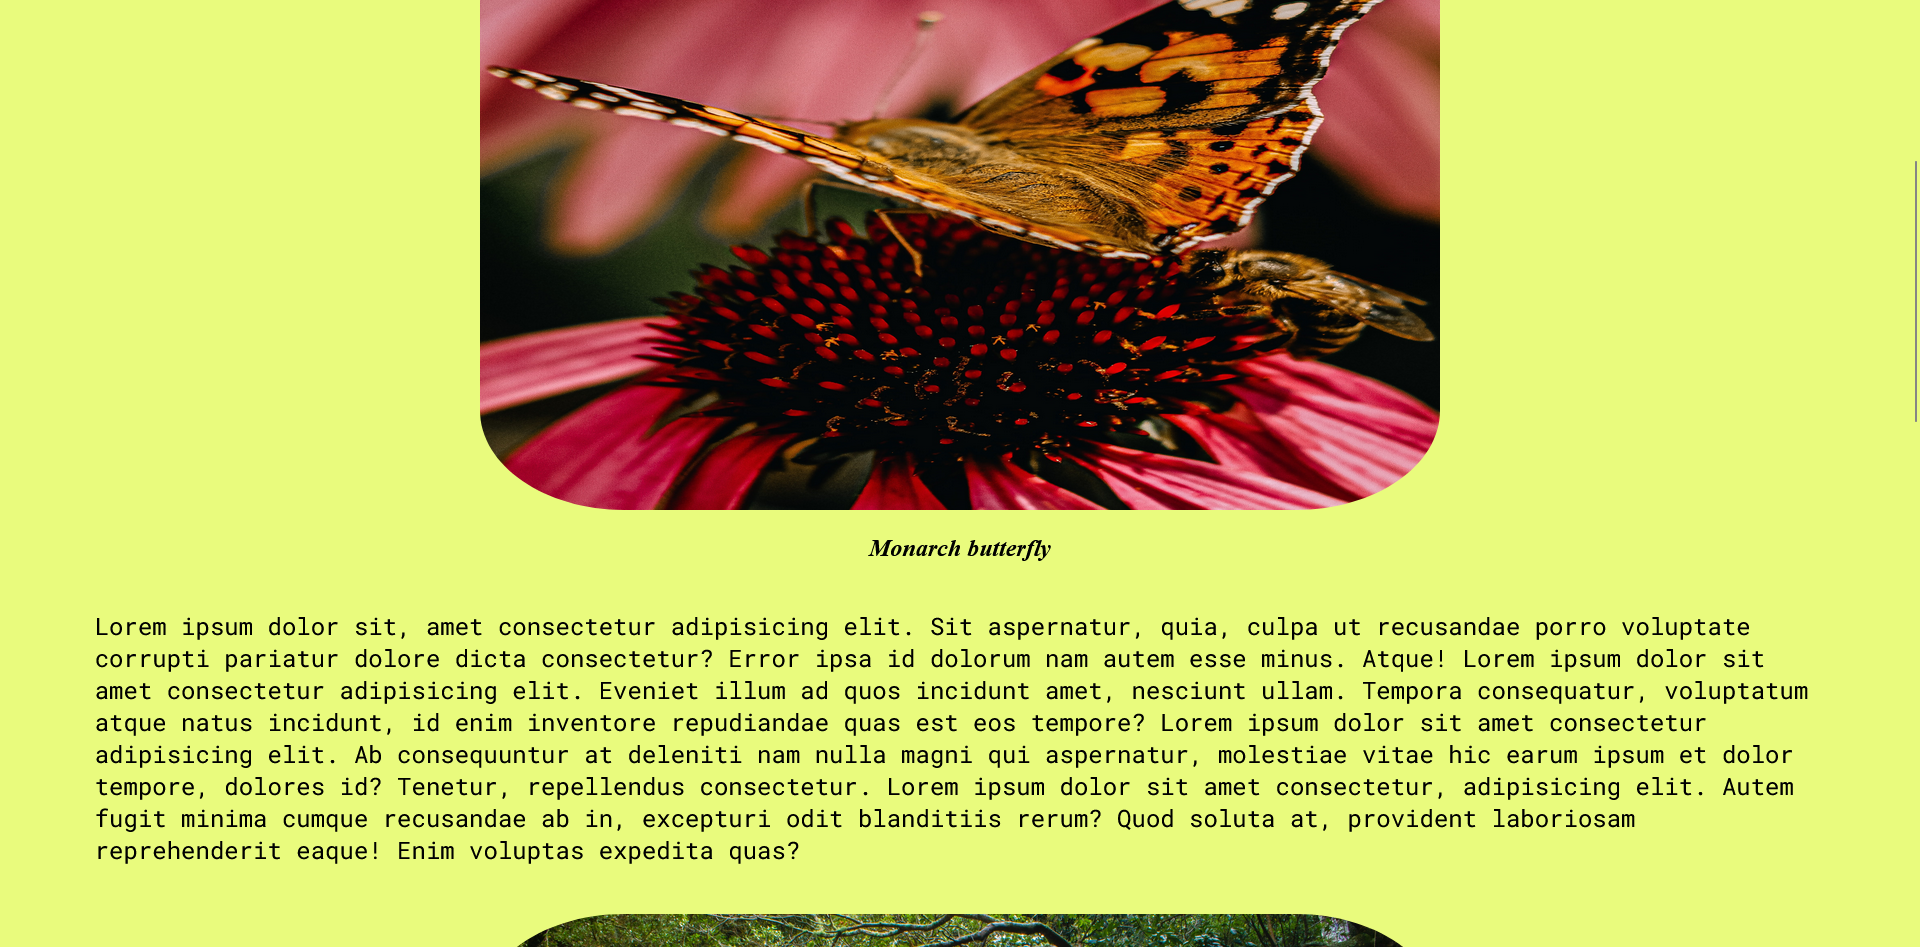 Monarch butterfly
Lorem ipsum dolor sit, amet consectetur adipisicing elit. Sit aspernatur, quia, culpa ut recusandae porro voluptate
corrupti pariatur dolore dicta consectetur? Error ipsa id dolorum nam autem esse minus. Atque! Lorem ipsum dolor sit
amet consectetur adipisicing elit. Eveniet illum ad quos incidunt amet, nesciunt ullam. Tempora consequatur, voluptatum
atque natus incidunt, id enim inventore repudiandae quas est eos tempore? Lorem ipsum dolor sit amet consectetur
adipisicing elit. Ab consequuntur at deleniti nam nulla magni qui aspernatur, molestiae vitae hic earum ipsum et dolor
tempore, dolores id? Tenetur, repellendus consectetur. Lorem ipsum dolor sit amet consectetur, adipisicing elit. Autem
fugit minima cumque recusandae ab in, excepturi odit blanditiis rerum? Quod soluta at, provident laboriosam
reprehenderit eaque! Enim voluptas expedita quas?